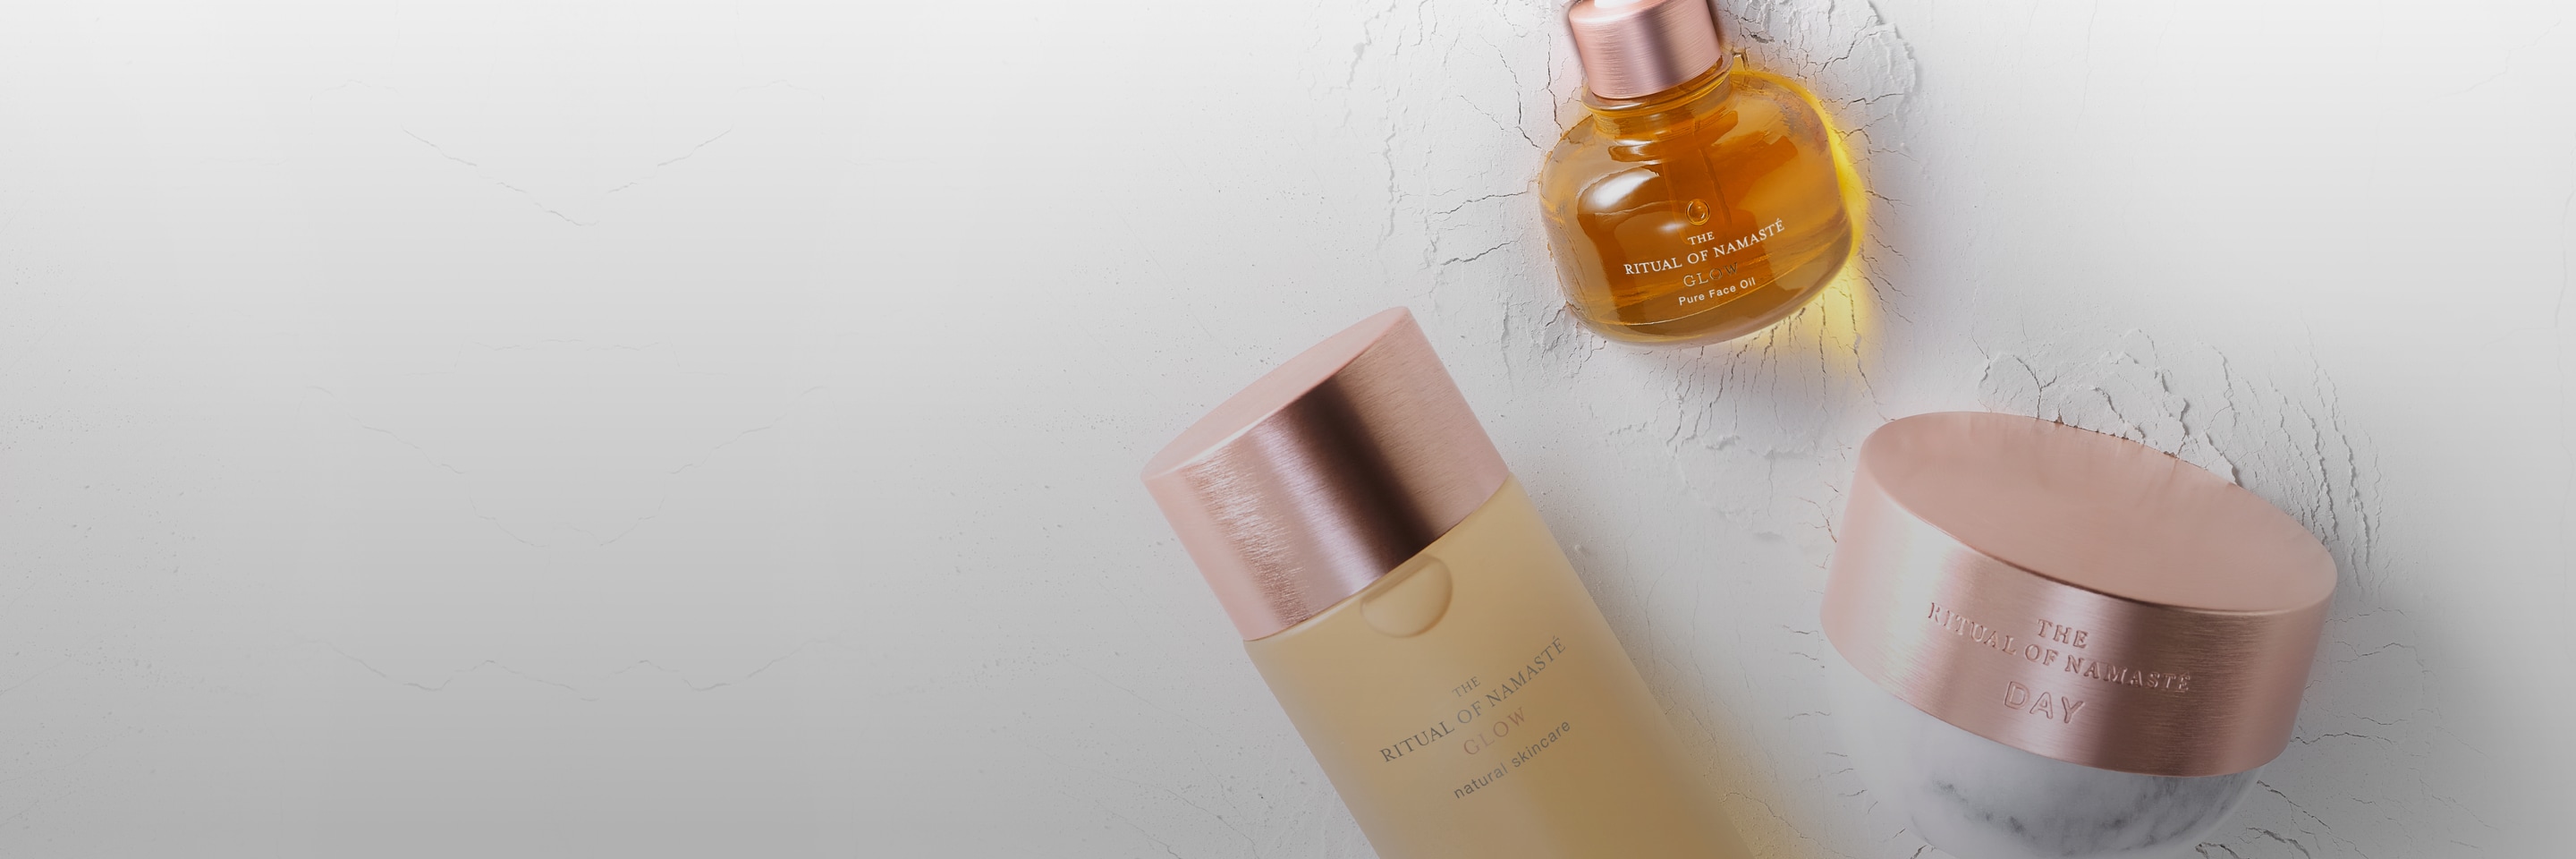 THE
RITUAL OF NAMASTÉ
GLOW
Pure Face Oil
THE
RITUAL OF NAMASTÉ
GLOW
natural skincare
THE
RITUAL OF NAMASTÉ
DAY